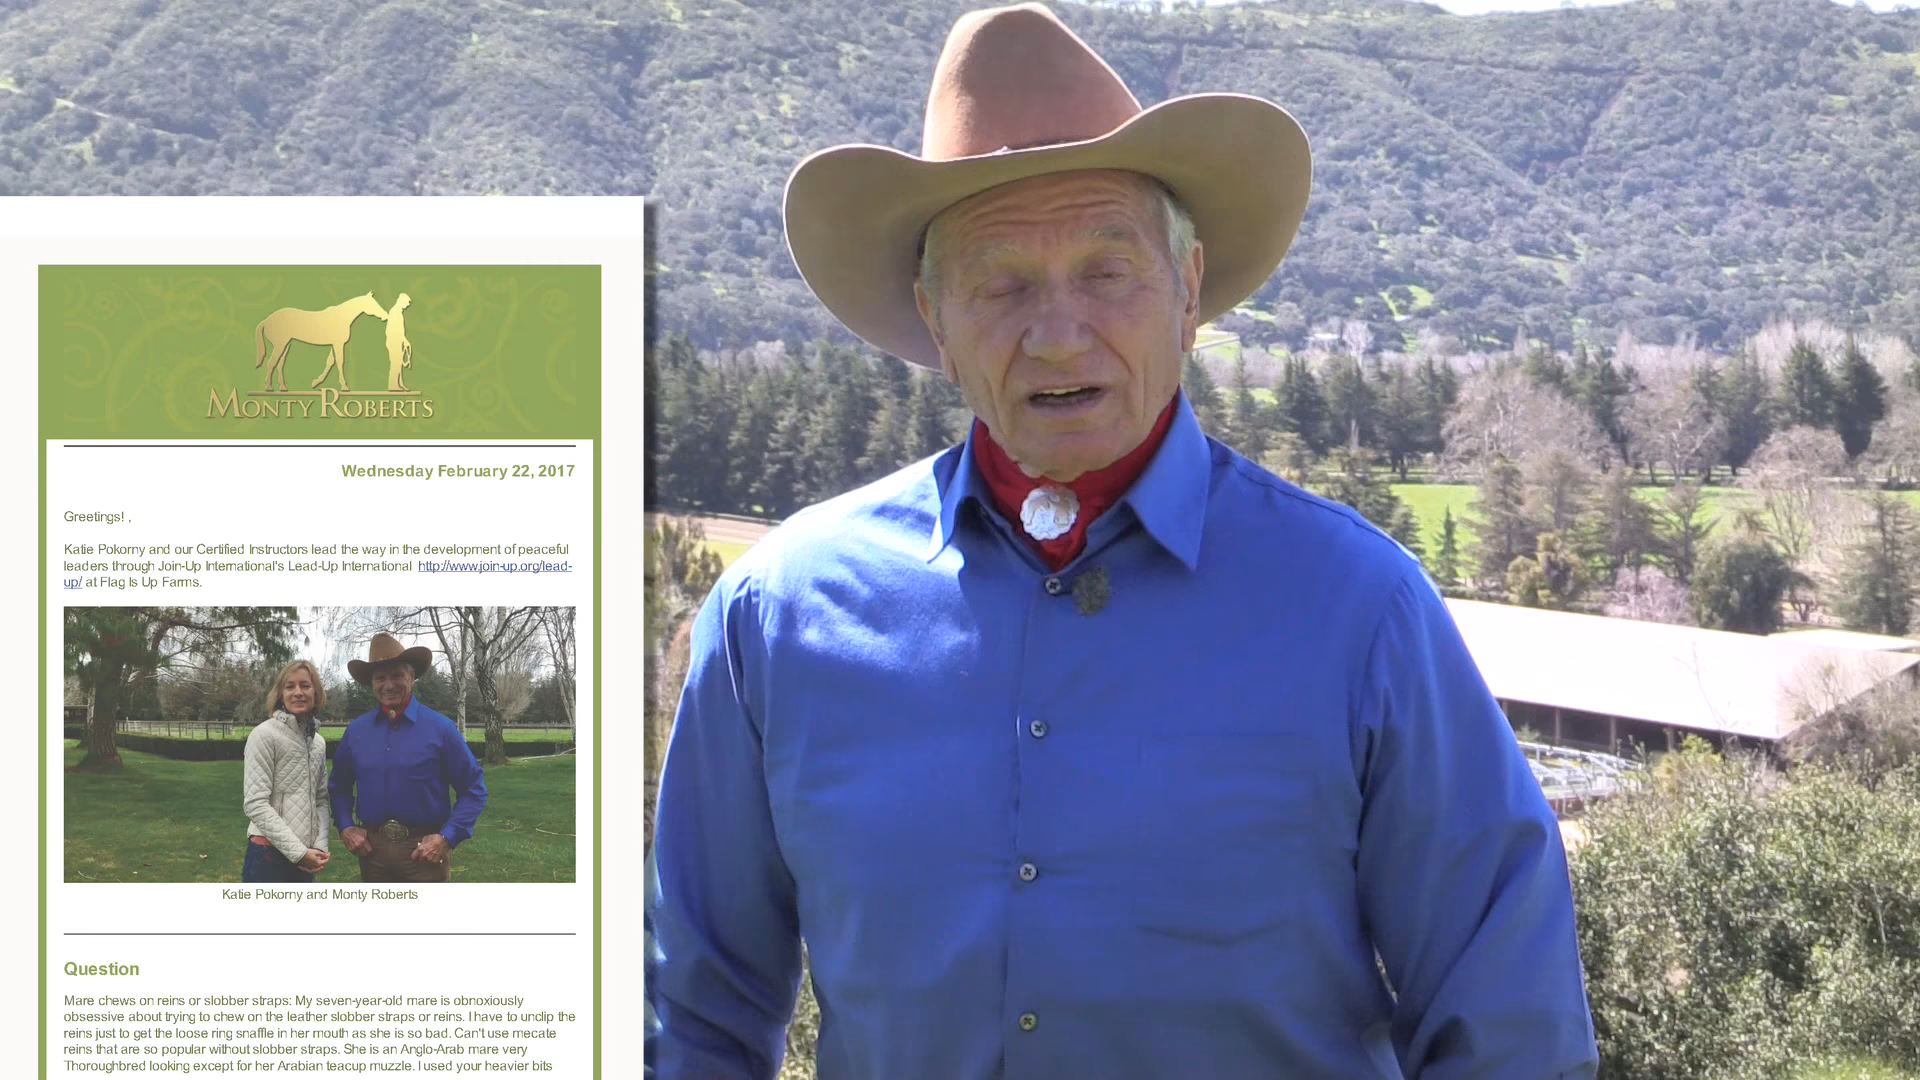 MONTY ROBERTS
Wednesday February 22, 2017
Greetings! ,
Katie Pokorny and our Certified Instructors lead the way in the development of peaceful
leaders through Join-Up International's Lead-Up International http://www.join-up.org/lead-
up/ at Flag Is Up Farms.
Katie Pokorny and Monty Roberts
Question
Mare chews on reins or slobber straps: My seven-year-old mare is obnoxiously
obsessive about trying to chew on the leather slobber straps or reins. I have to unclip the
reins just to get the loose ring snaffle in her mouth as she is so bad. Can't use mecate
reins that are so popular without slobber straps. She is an Anglo-Arab mare very
Thoroughbred looking except for her Arabian teacup muzzle. I used your heavier bits